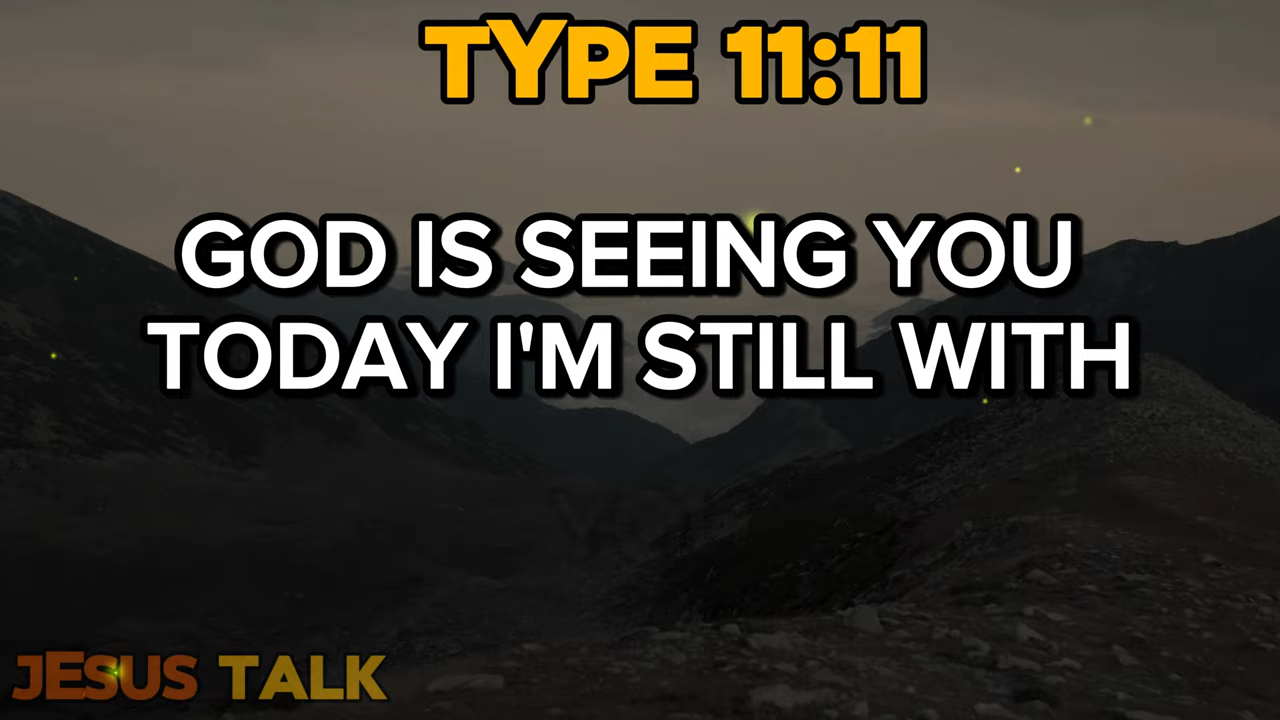 TYPE 11:11
GOD IS SEEING YOU
TODAY I'M STILL WITH
JESUS TALK